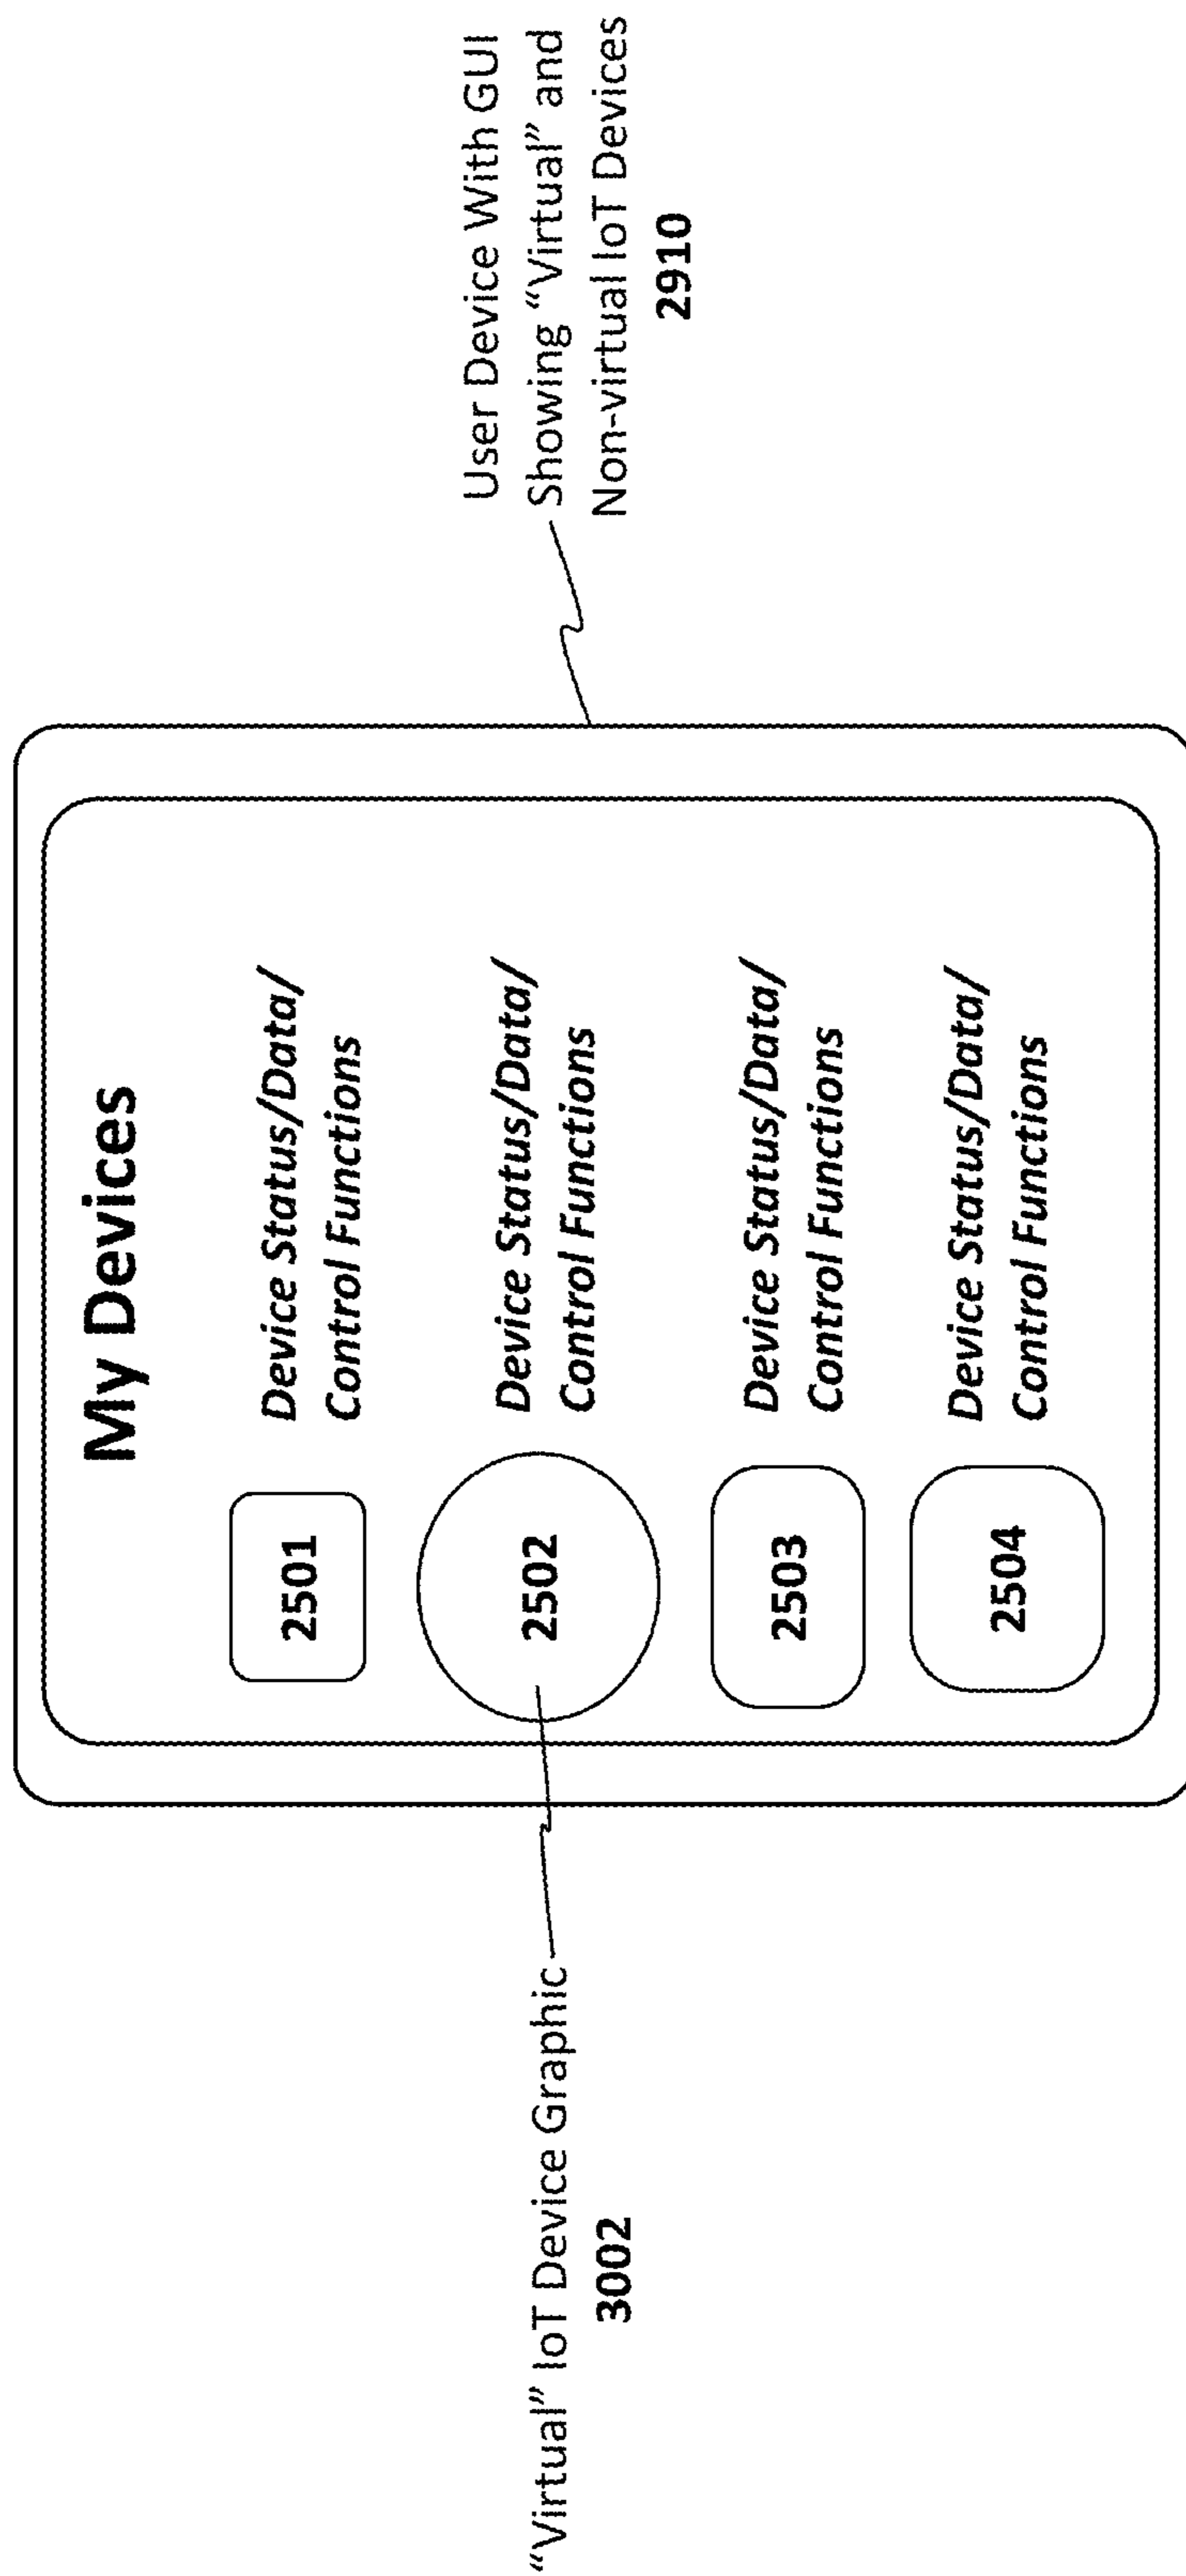 My Devices
2501
Device Status/Data/
Control Functions
2502
Device Status/Data/
Control Functions
2503
Device Status/Data/
Control Functions
2504
Device Status/Data/
Control Functions
“Virtual” IoT Device Graphic
3002
User Device With GUI
Showing “Virtual” and
Non-virtual IoT Devices
2910